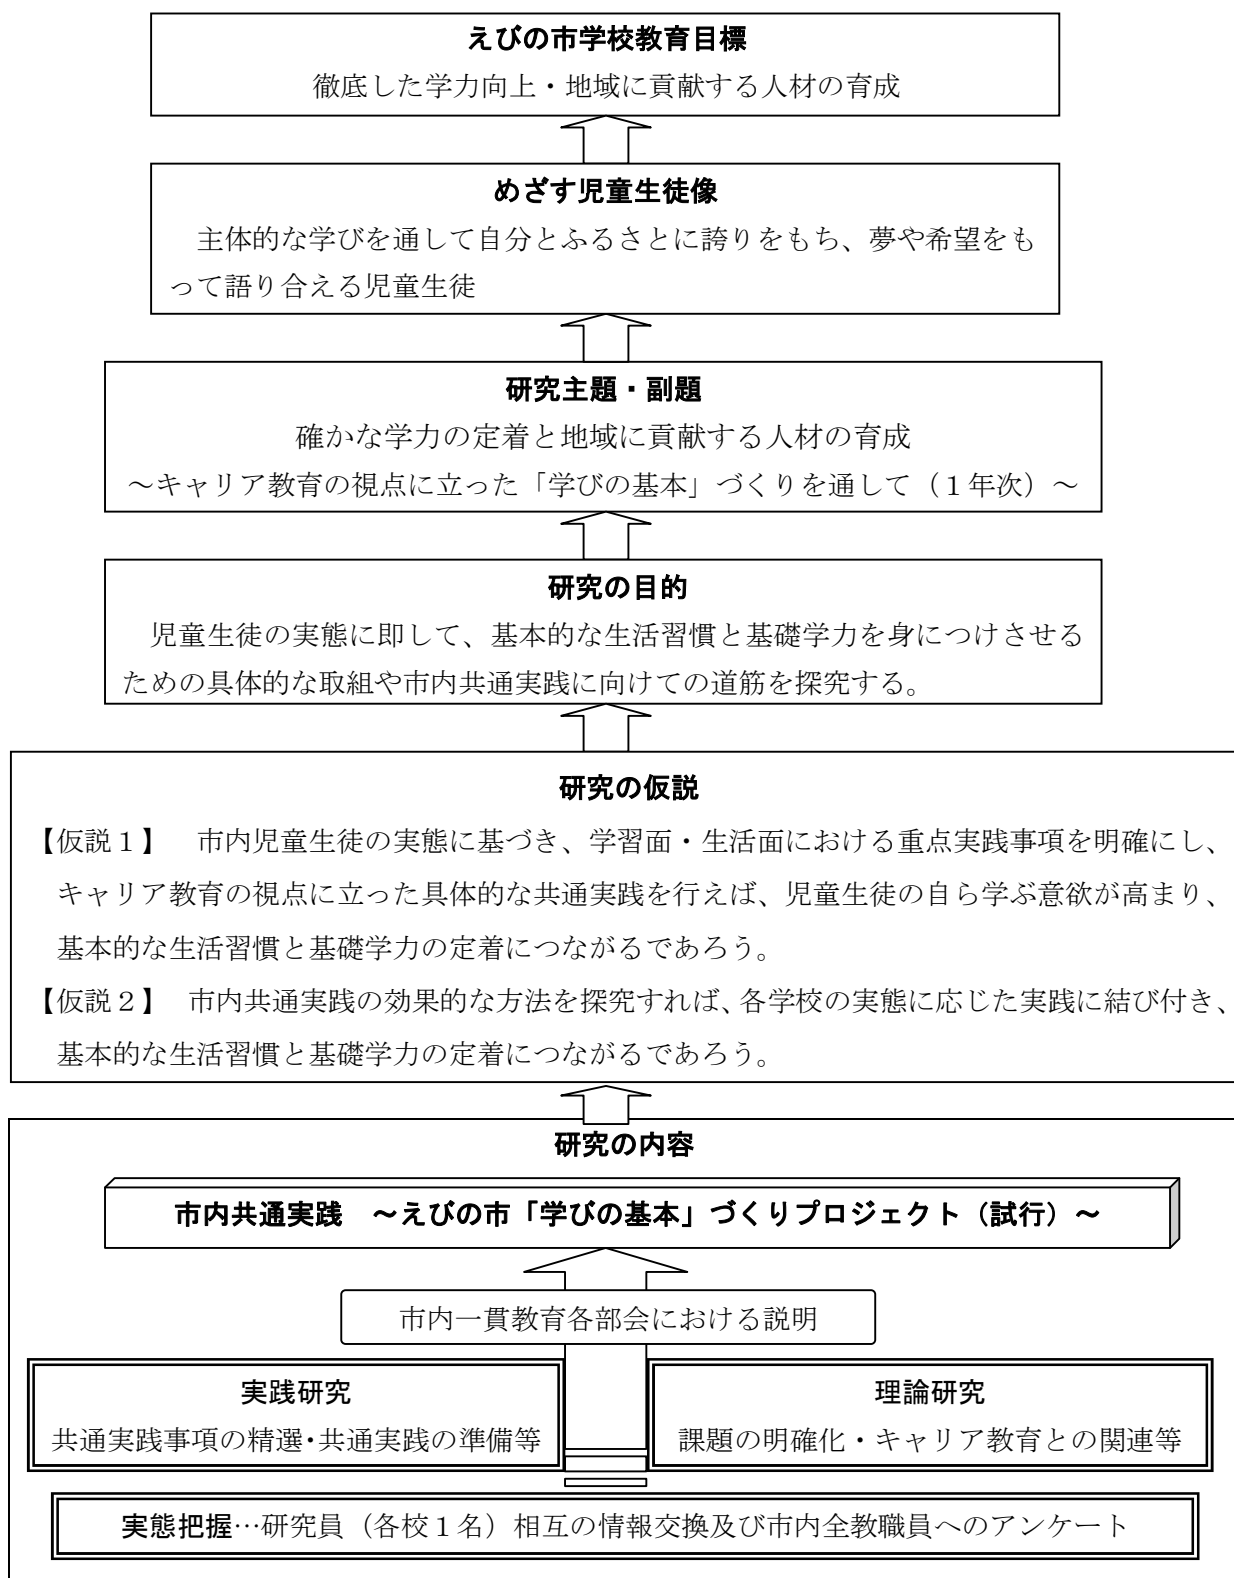 えびの市学校教育目標
徹底した学力向上・地域に貢献する人材の育成
めざす児童生徒像
主体的な学びを通して自分とふるさとに誇りをもち、夢や希望をも
って語り合える児童生徒
研究主題・副題
確かな学力の定着と地域に貢献する人材の育成
～キャリア教育の視点に立った「学びの基本」づくりを通して（１年次）～
研究の目的
児童生徒の実態に即して、基本的な生活習慣と基礎学力を身につけさせる
ための具体的な取組や市内共通実践に向けての道筋を探究する。
研究の仮説
【仮説１】　市内児童生徒の実態に基づき、学習面・生活面における重点実践事項を明確にし、
キャリア教育の視点に立った具体的な共通実践を行えば、児童生徒の自ら学ぶ意欲が高まり、
基本的な生活習慣と基礎学力の定着につながるであろう。
【仮説２】　市内共通実践の効果的な方法を探究すれば、各学校の実態に応じた実践に結び付き、
基本的な生活習慣と基礎学力の定着につながるであろう。
研究の内容
市内共通実践　～えびの市「学びの基本」づくりプロジェクト（試行）～
市内一貫教育各部会における説明
実践研究
共通実践事項の精選・共通実践の準備等
理論研究
課題の明確化・キャリア教育との関連等
実態把握…研究員（各校１名）相互の情報交換及び市内全教職員へのアンケート